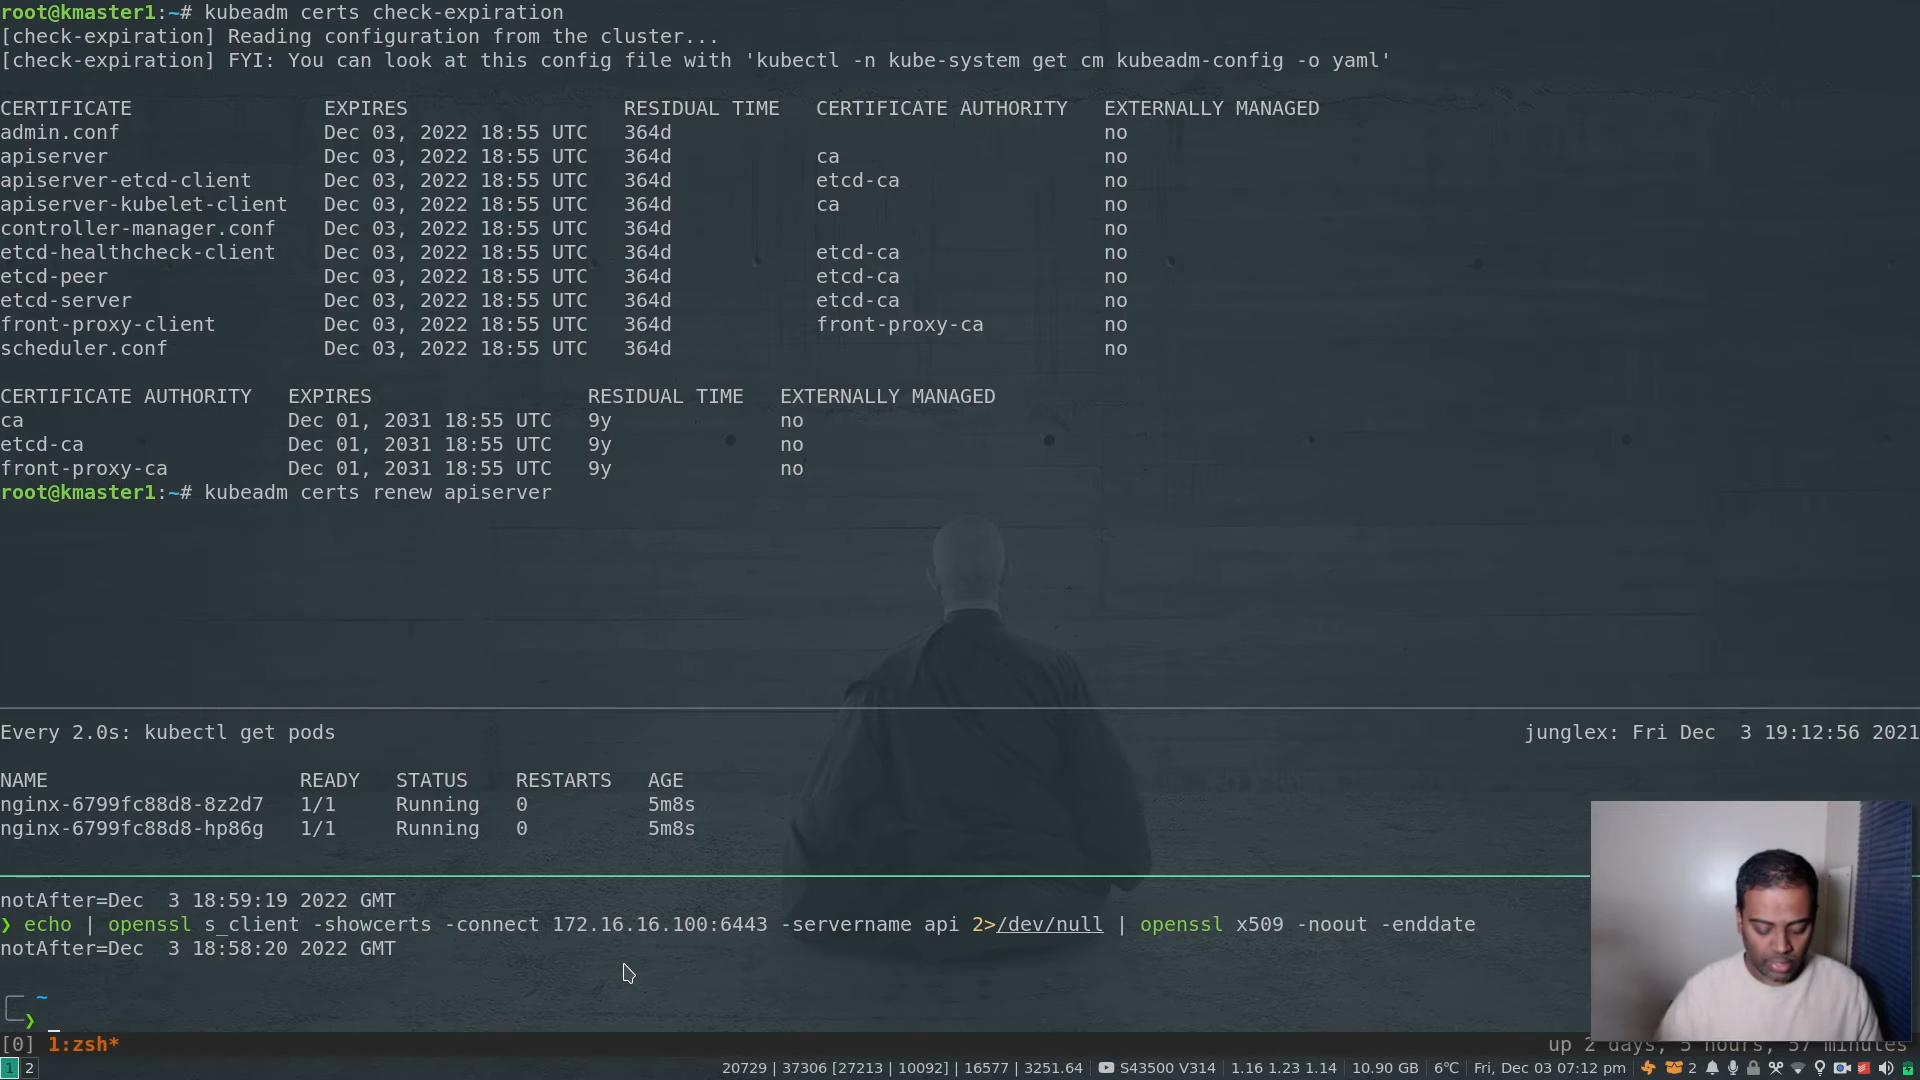 root@kmaster1:~# kubeadm certs check-expiration
[check-expiration] Reading configuration from the cluster...
[check-expiration] FYI: You can look at this config file with 'kubectl -n kube-system get cm kubeadm-config -o yaml'
CERTIFICATE EXPIRES RESIDUAL TIME CERTIFICATE AUTHORITY EXTERNALLY MANAGED
admin.conf Dec 03, 2022 18:55 UTC 364d no
apiserver Dec 03, 2022 18:55 UTC 364d ca no
apiserver-etcd-client Dec 03, 2022 18:55 UTC 364d etcd-ca no
apiserver-kubelet-client Dec 03, 2022 18:55 UTC 364d ca no
controller-manager.conf Dec 03, 2022 18:55 UTC 364d no
etcd-healthcheck-client Dec 03, 2022 18:55 UTC 364d etcd-ca no
etcd-peer Dec 03, 2022 18:55 UTC 364d etcd-ca no
etcd-server Dec 03, 2022 18:55 UTC 364d etcd-ca no
front-proxy-client Dec 03, 2022 18:55 UTC 364d front-proxy-ca no
scheduler.conf Dec 03, 2022 18:55 UTC 364d no
CERTIFICATE AUTHORITY EXPIRES RESIDUAL TIME EXTERNALLY MANAGED
ca Dec 01, 2031 18:55 UTC 9y no
etcd-ca Dec 01, 2031 18:55 UTC 9y no
front-proxy-ca Dec 01, 2031 18:55 UTC 9y no
root@kmaster1:~# kubeadm certs renew apiserver
Every 2.0s: kubectl get pods junglex: Fri Dec 3 19:12:56 2021
NAME READY STATUS RESTARTS AGE
nginx-6799fc88d8-8z2d7 1/1 Running 0 5m8s
nginx-6799fc88d8-hp86g 1/1 Running 0 5m8s
notAfter=Dec 3 18:59:19 2022 GMT
❯ echo | openssl s_client -showcerts -connect 172.16.16.100:6443 -servername api 2>/dev/null | openssl x509 -noout -enddate
notAfter=Dec 3 18:58:20 2022 GMT
~
❯
[0] 1:zsh* up 2 days, 5 hours, 57 minutes
1 2 20729 | 37306 [27213 | 10092] | 16577 | 3251.64 S43500 V314 1.16 1.23 1.14 10.90 GB 6°C Fri, Dec 03 07:12 pm 2